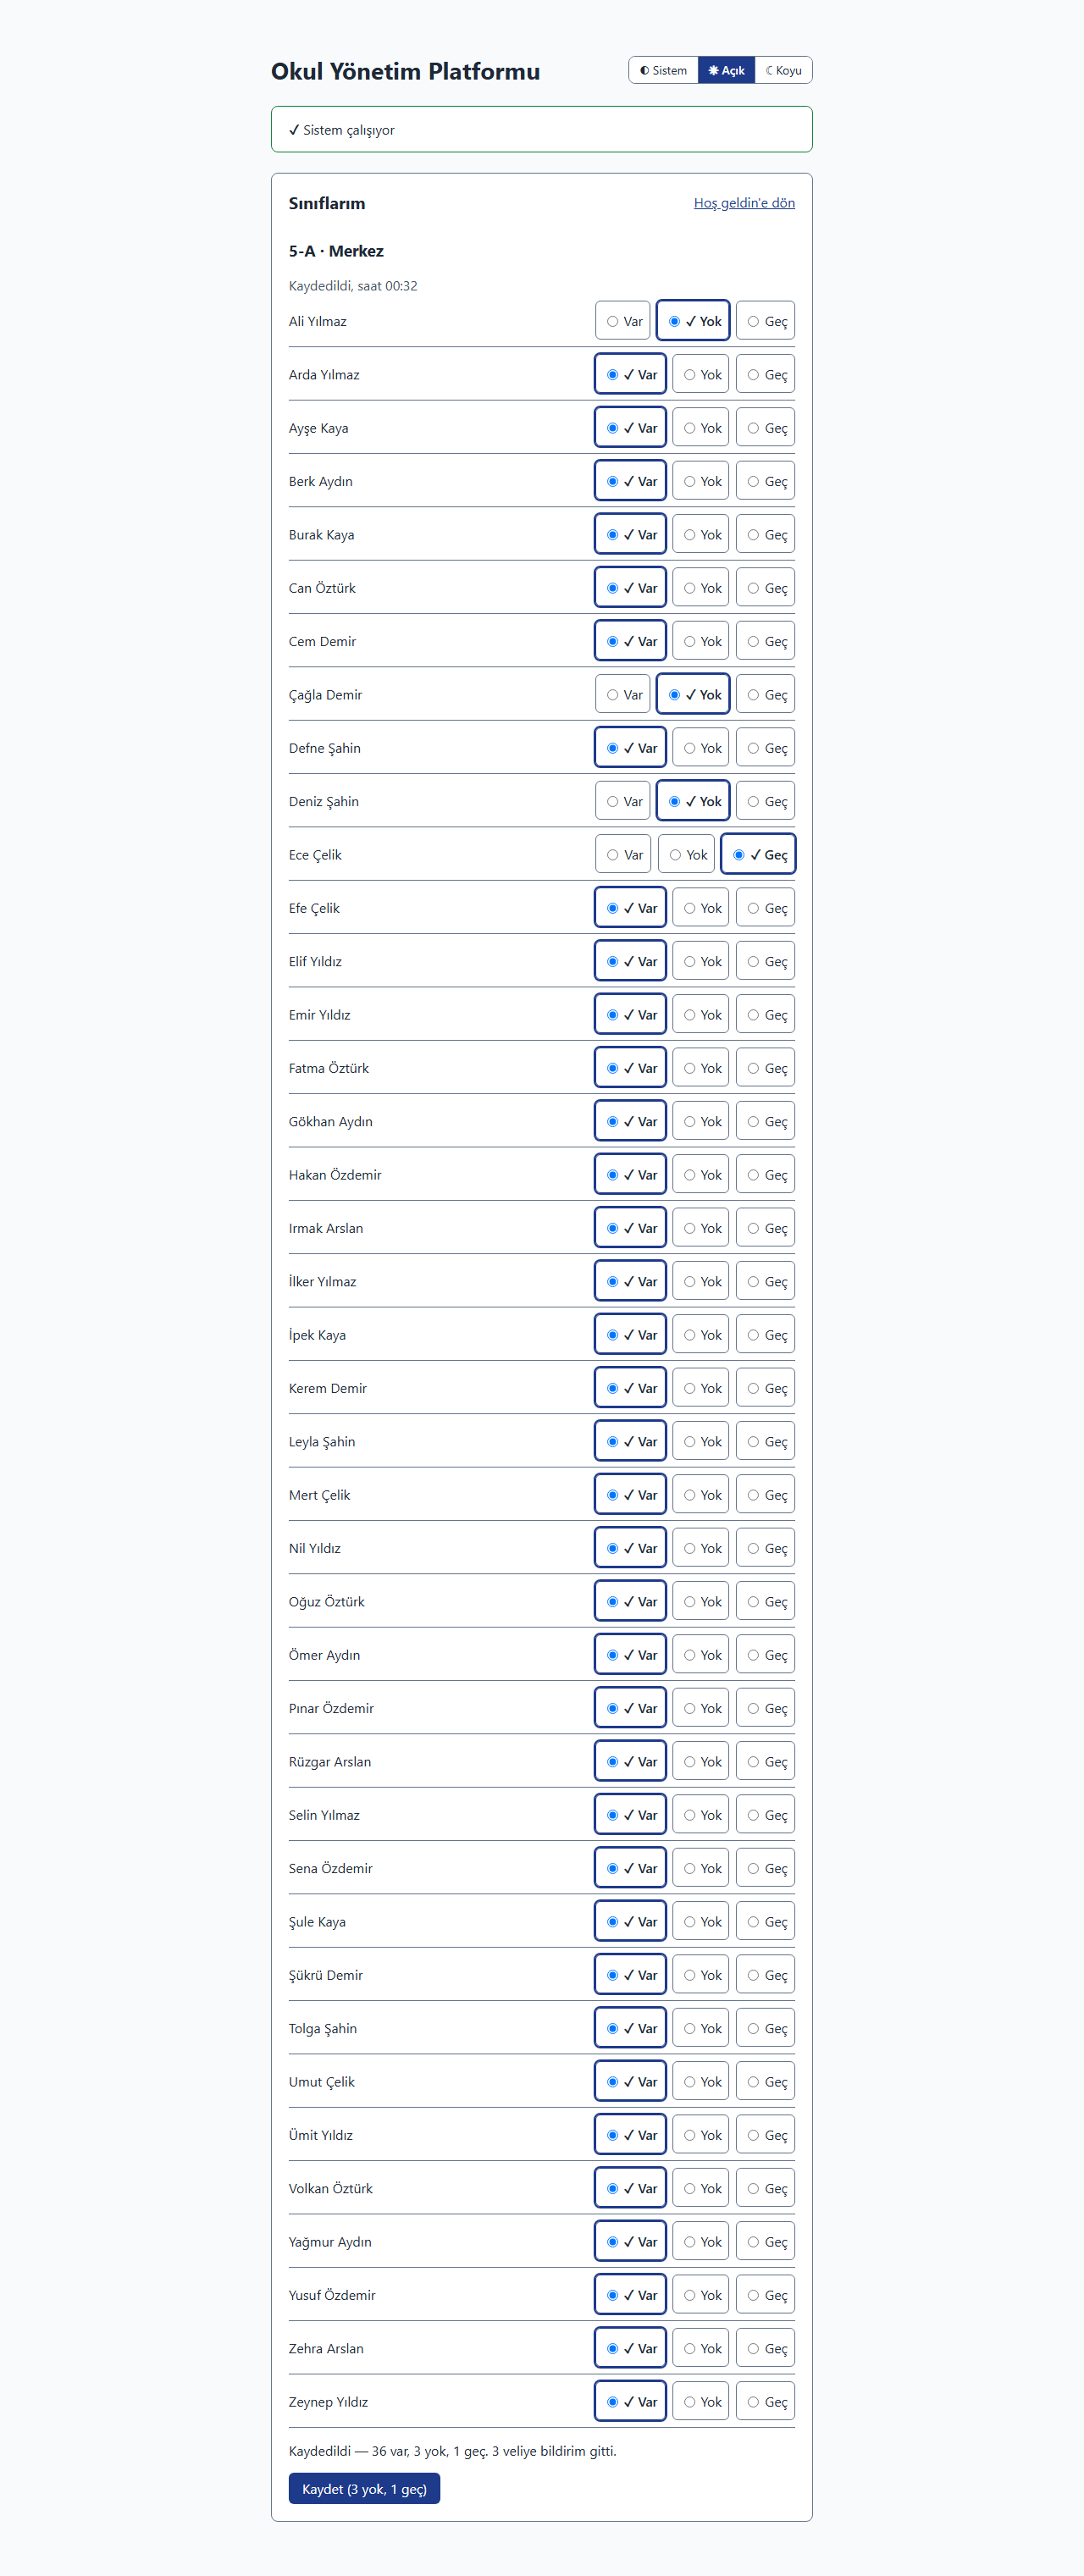 Okul Yönetim Platformu
◐ Sistem ☀ Açık ☾ Koyu
✓ Sistem çalışıyor
Sınıflarım Hoş geldin'e dön
5-A · Merkez
Kaydedildi, saat 00:32
Ali Yılmaz Var ✓ Yok Geç
Arda Yılmaz ✓ Var Yok Geç
Ayşe Kaya ✓ Var Yok Geç
Berk Aydın ✓ Var Yok Geç
Burak Kaya ✓ Var Yok Geç
Can Öztürk ✓ Var Yok Geç
Cem Demir ✓ Var Yok Geç
Çağla Demir Var ✓ Yok Geç
Defne Şahin ✓ Var Yok Geç
Deniz Şahin Var ✓ Yok Geç
Ece Çelik Var Yok ✓ Geç
Efe Çelik ✓ Var Yok Geç
Elif Yıldız ✓ Var Yok Geç
Emir Yıldız ✓ Var Yok Geç
Fatma Öztürk ✓ Var Yok Geç
Gökhan Aydın ✓ Var Yok Geç
Hakan Özdemir ✓ Var Yok Geç
Irmak Arslan ✓ Var Yok Geç
İlker Yılmaz ✓ Var Yok Geç
İpek Kaya ✓ Var Yok Geç
Kerem Demir ✓ Var Yok Geç
Leyla Şahin ✓ Var Yok Geç
Mert Çelik ✓ Var Yok Geç
Nil Yıldız ✓ Var Yok Geç
Oğuz Öztürk ✓ Var Yok Geç
Ömer Aydın ✓ Var Yok Geç
Pınar Özdemir ✓ Var Yok Geç
Rüzgar Arslan ✓ Var Yok Geç
Selin Yılmaz ✓ Var Yok Geç
Sena Özdemir ✓ Var Yok Geç
Şule Kaya ✓ Var Yok Geç
Şükrü Demir ✓ Var Yok Geç
Tolga Şahin ✓ Var Yok Geç
Umut Çelik ✓ Var Yok Geç
Ümit Yıldız ✓ Var Yok Geç
Volkan Öztürk ✓ Var Yok Geç
Yağmur Aydın ✓ Var Yok Geç
Yusuf Özdemir ✓ Var Yok Geç
Zehra Arslan ✓ Var Yok Geç
Zeynep Yıldız ✓ Var Yok Geç
Kaydedildi — 36 var, 3 yok, 1 geç. 3 veliye bildirim gitti.
Kaydet (3 yok, 1 geç)